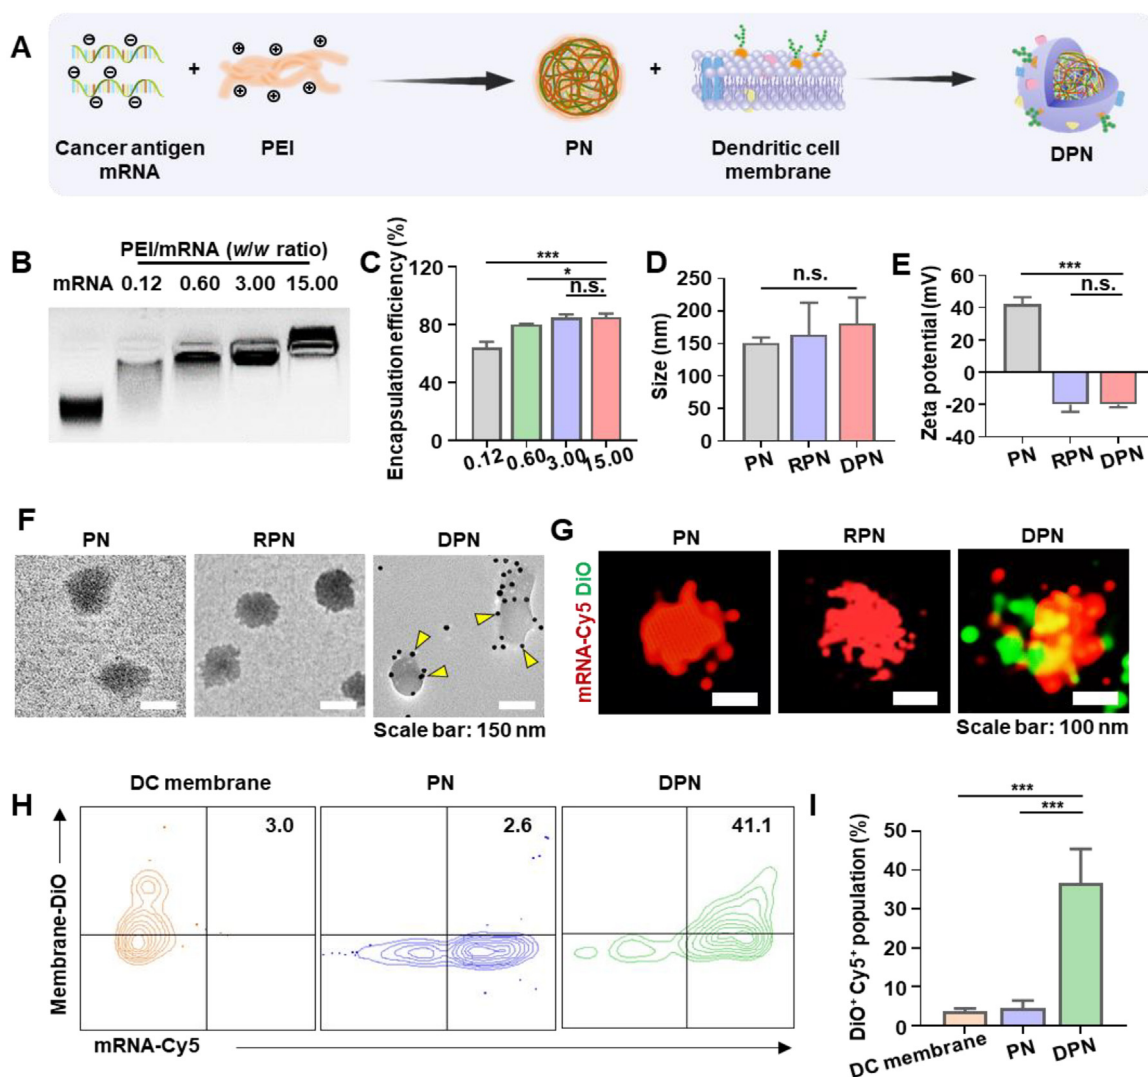 A
+
+
Cancer antigen
mRNA
PEI
PN
Dendritic cell
membrane
DPN
B
PEI/mRNA (w/w ratio)
mRNA 0.12 0.60 3.00 15.00
C
Encapsulation efficiency (%)
120
80
60
0
***
*
n.s.
0.12 0.60 3.00 15.00
D
Size (nm)
250
200
150
100
50
0
n.s.
PN RPN DPN
E
Zeta potential (mV)
60
40
20
0
-20
-40
***
n.s.
PN RPN DPN
F
PN RPN DPN
Scale bar: 150 nm
G
PN RPN DPN
mRNA-Cy5 DiO
Scale bar: 100 nm
H
DC membrane PN DPN
3.0 2.6 41.1
Membrane-DiO
mRNA-Cy5
I
DiO+ Cy5+ population (%)
50
40
30
20
10
0
***
***
DC membrane PN DPN